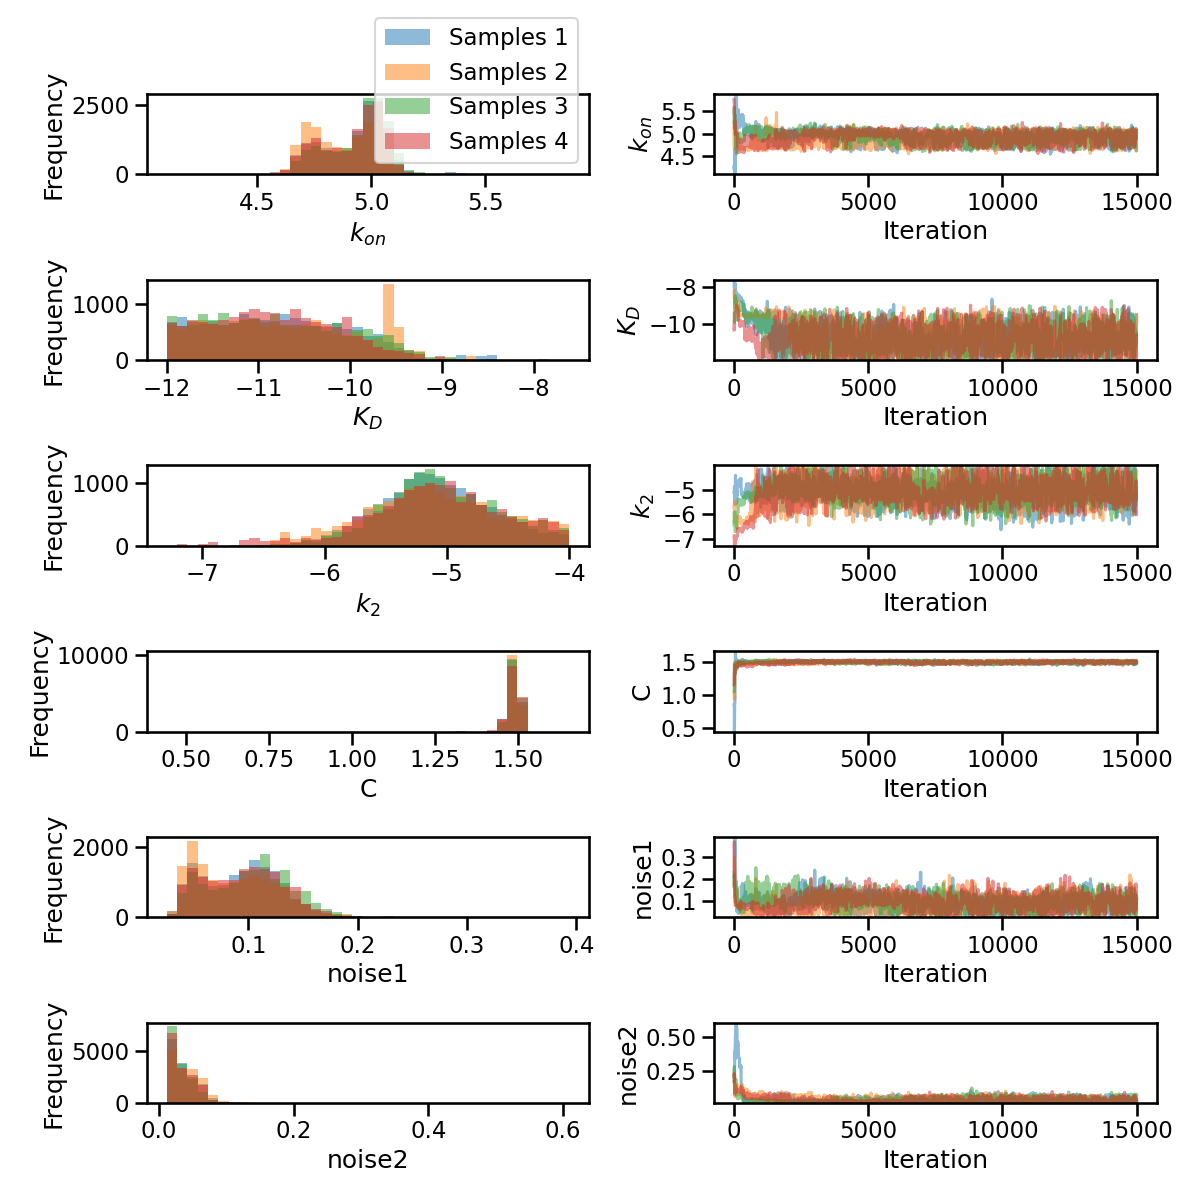 Samples 1
Samples 2
Samples 3
Samples 4
Frequency
2500
0
4.5 5.0 5.5
k_on
k_on
5.5
5.0
4.5
0 5000 10000 15000
Iteration
Frequency
1000
0
−12 −11 −10 −9 −8
K_D
K_D
−8
−10
0 5000 10000 15000
Iteration
Frequency
1000
0
−7 −6 −5 −4
k_2
k_2
−5
−6
−7
0 5000 10000 15000
Iteration
Frequency
10000
0
0.50 0.75 1.00 1.25 1.50
C
C
1.5
1.0
0.5
0 5000 10000 15000
Iteration
Frequency
2000
0
0.1 0.2 0.3 0.4
noise1
noise1
0.3
0.2
0.1
0 5000 10000 15000
Iteration
Frequency
5000
0
0.0 0.2 0.4 0.6
noise2
noise2
0.50
0.25
0 5000 10000 15000
Iteration